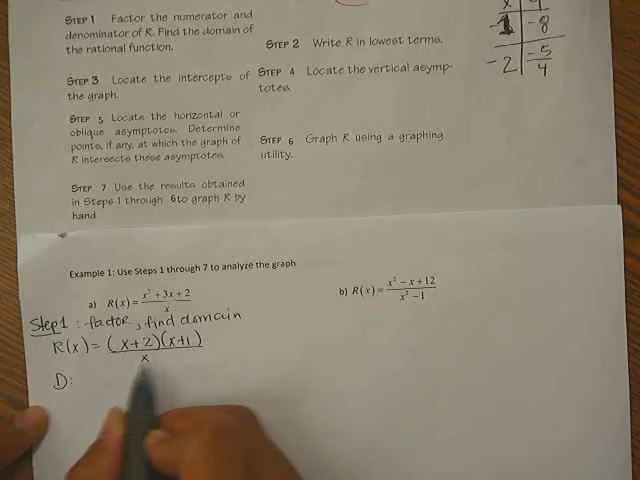 x y
-1 -8
-2 -5/4
STEP 1 Factor the numerator and
denominator of R. Find the domain of
the rational function.
STEP 2 Write R in lowest terms.
STEP 3 Locate the intercepts of
the graph.
STEP 4 Locate the vertical asymp-
totes.
STEP 5 Locate the horizontal or
oblique asymptotes. Determine
points, if any, at which the graph of
R intersects these asymptotes.
STEP 6 Graph R using a graphing
utility.
STEP 7 Use the results obtained
in Steps 1 through 6 to graph R by
hand.
Example 1: Use Steps 1 through 7 to analyze the graph
a) R(x) = (x² + 3x + 2)/x
b) R(x) = (x² - x + 12)/(x² - 1)
Step 1: factor, find domain
R(x) = (x+2)(x+1)/x
D: